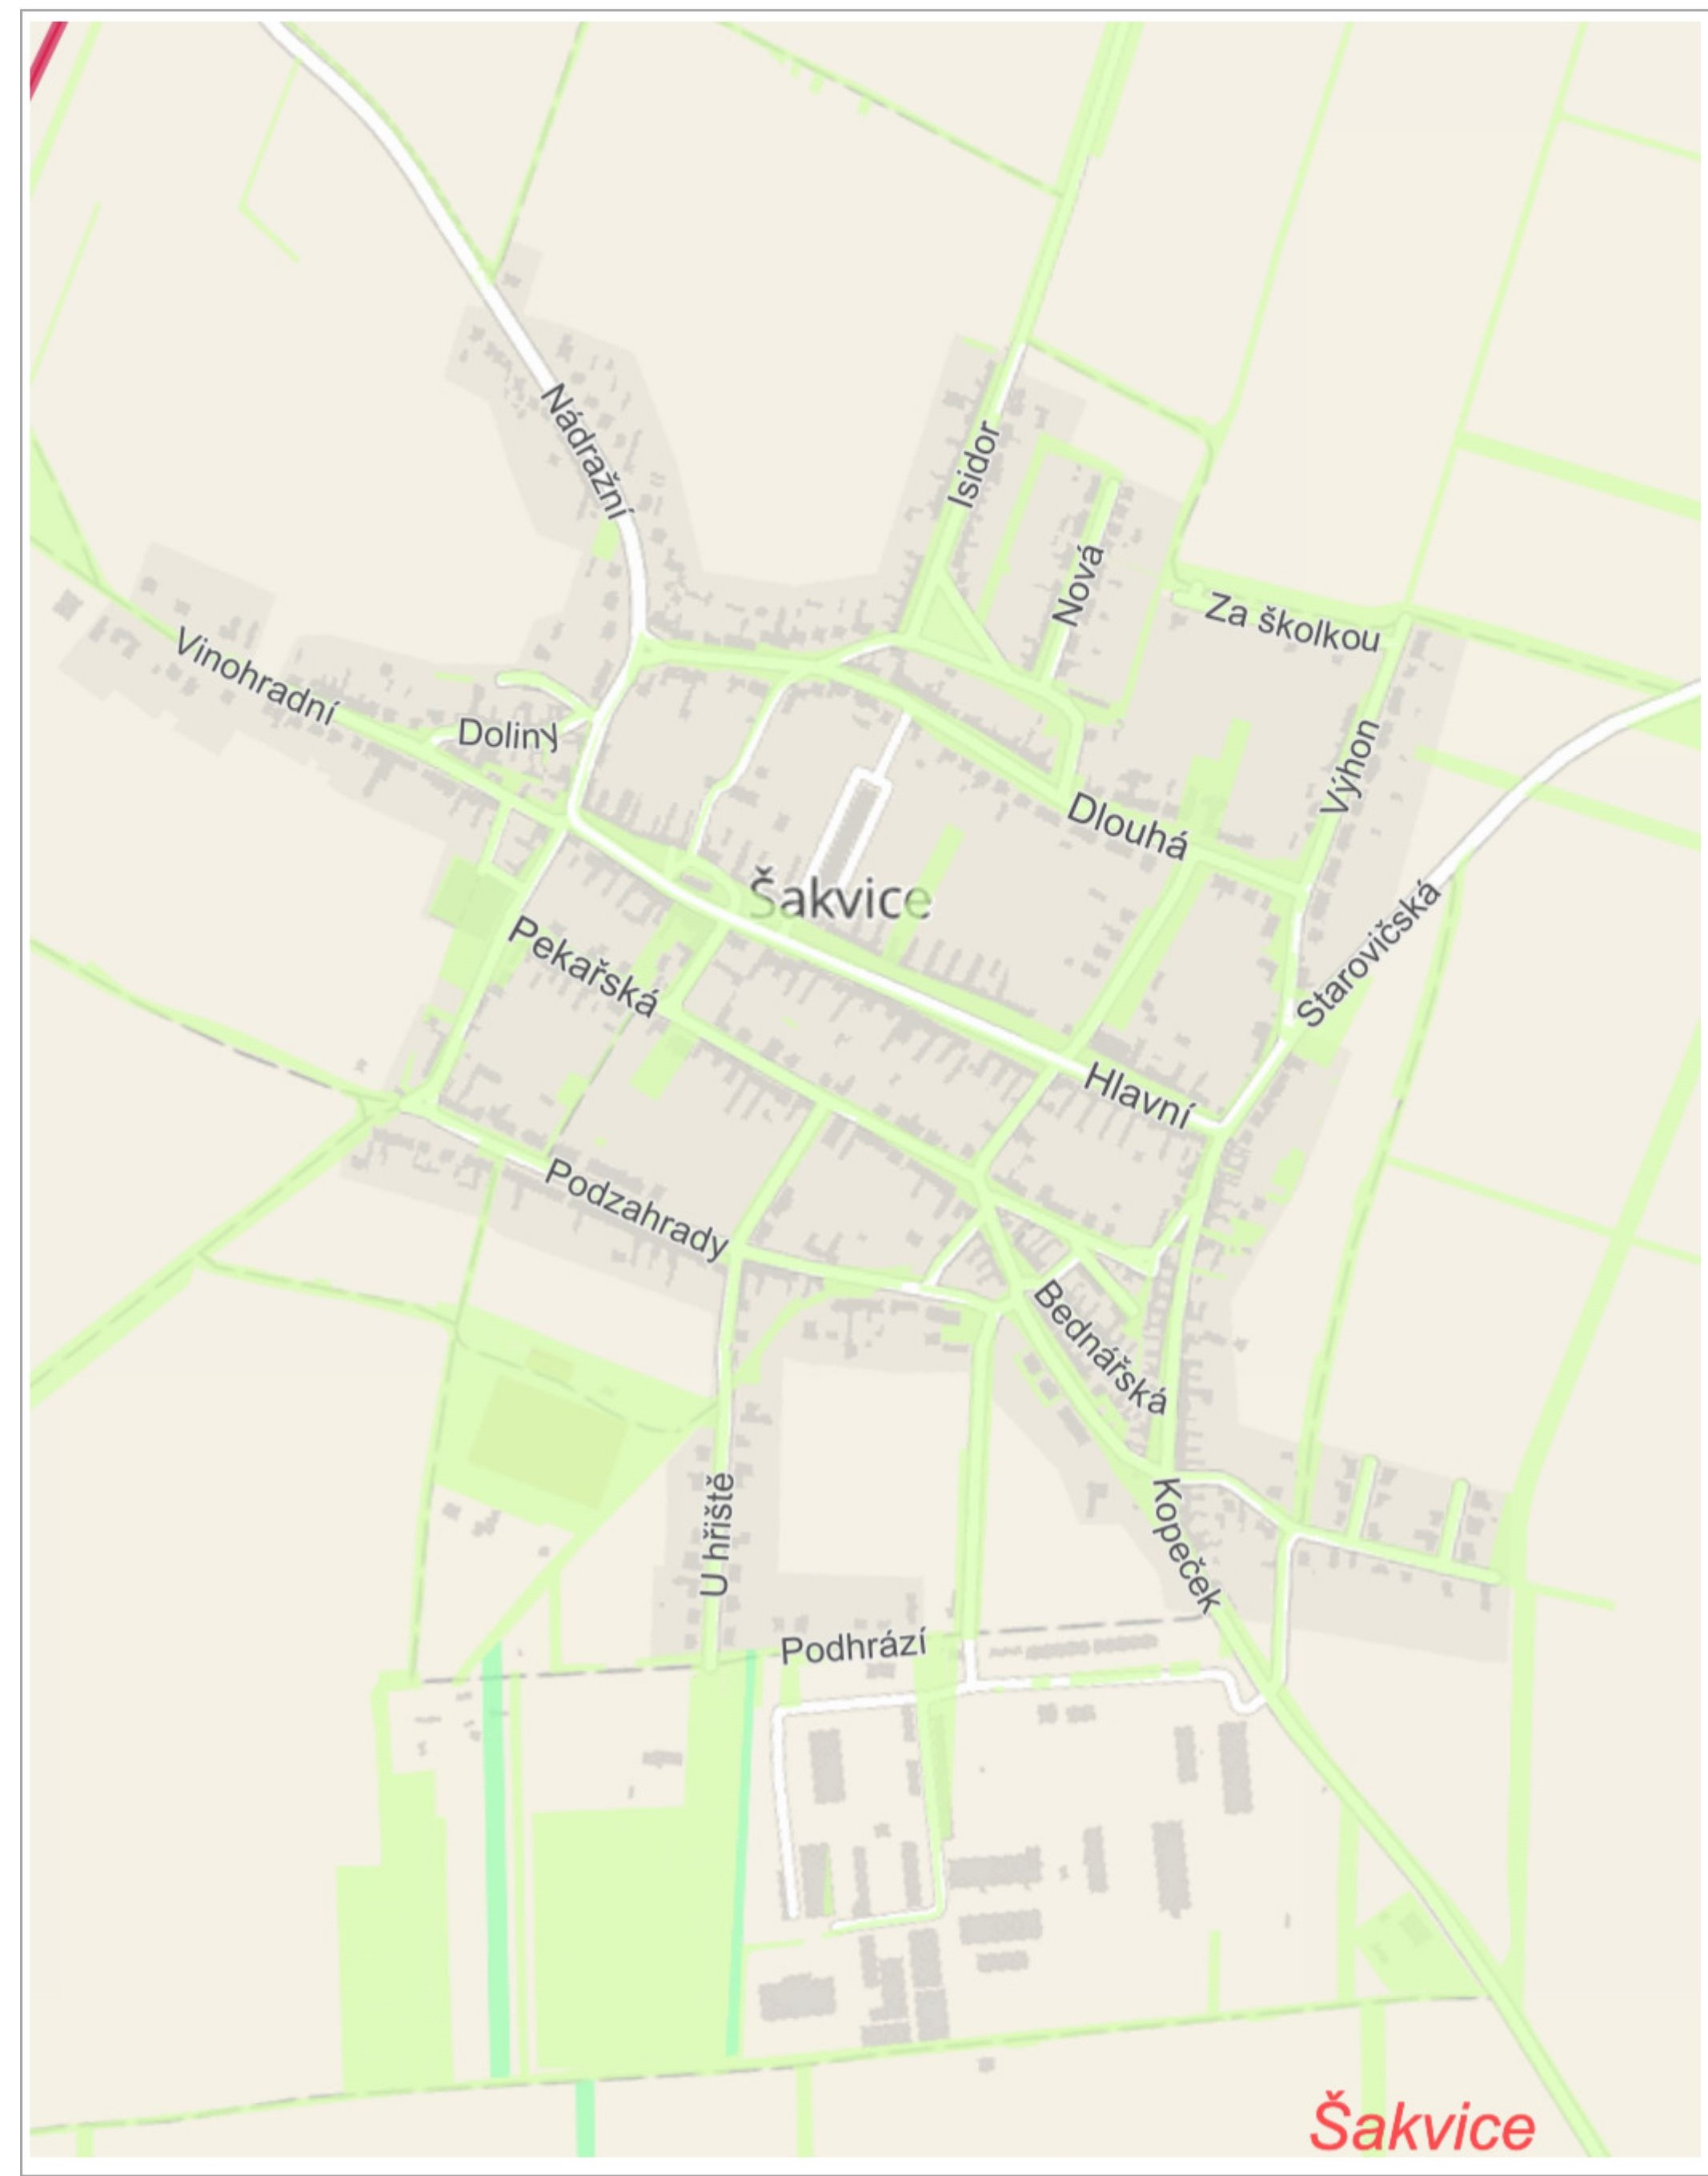 Nádražní
Isidor
Nová
Za školkou
Vinohradní
Doliny
Výhon
Dlouhá
Šakvice
Starovičská
Pekařská
Hlavní
Podzahrady
Bednářská
U hřiště
Kopeček
Podhrází
Šakvice